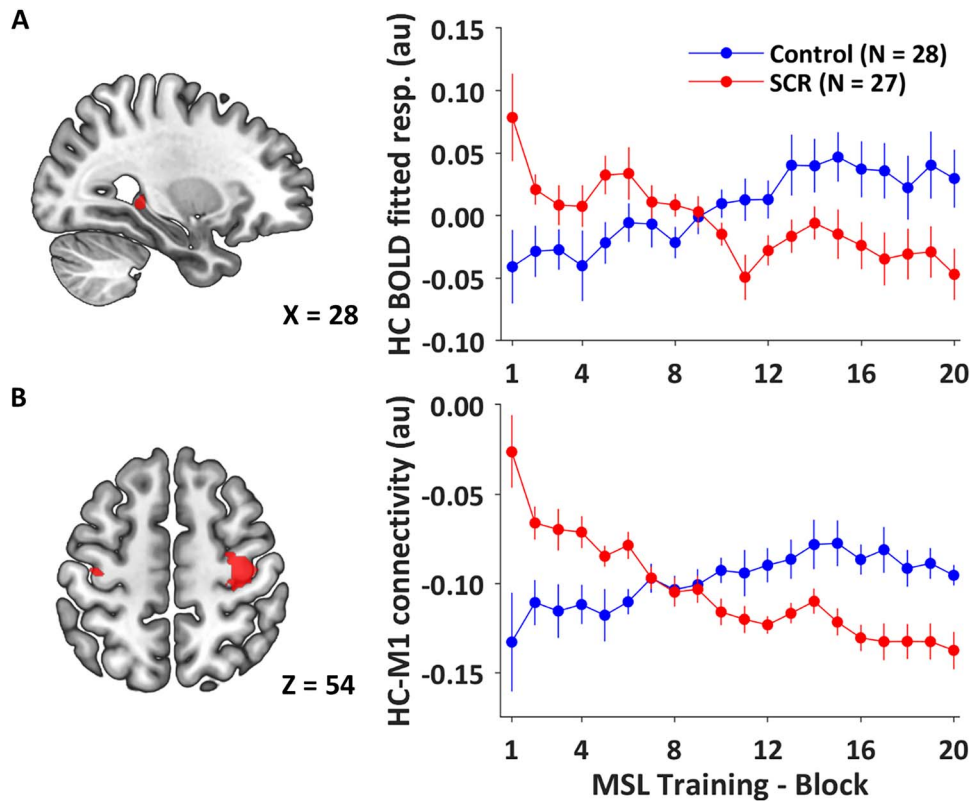 A
X = 28
HC BOLD fitted resp. (au)
0.15
0.10
0.05
0.00
-0.05
-0.10
Control (N = 28)
SCR (N = 27)
1 4 8 12 16 20
B
Z = 54
HC-M1 connectivity (au)
0.00
-0.05
-0.10
-0.15
1 4 8 12 16 20
MSL Training - Block